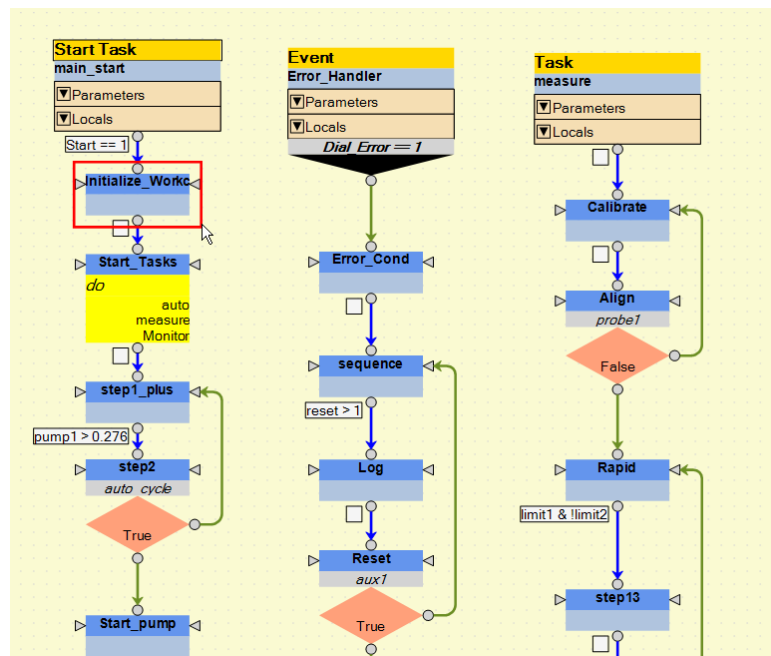 Start Task
main_start
Parameters
Locals
Start == 1
Initialize_Workc
Start_Tasks
do
auto
measure
Monitor
step1_plus
pump1 > 0.276
step2
auto_cycle
True
Start_pump
Event
Error_Handler
Parameters
Locals
Dial_Error == 1
Error_Cond
sequence
reset > 1
Log
Reset
aux1
True
Task
measure
Parameters
Locals
Calibrate
Align
probe1
False
Rapid
limit1 & !limit2
step13